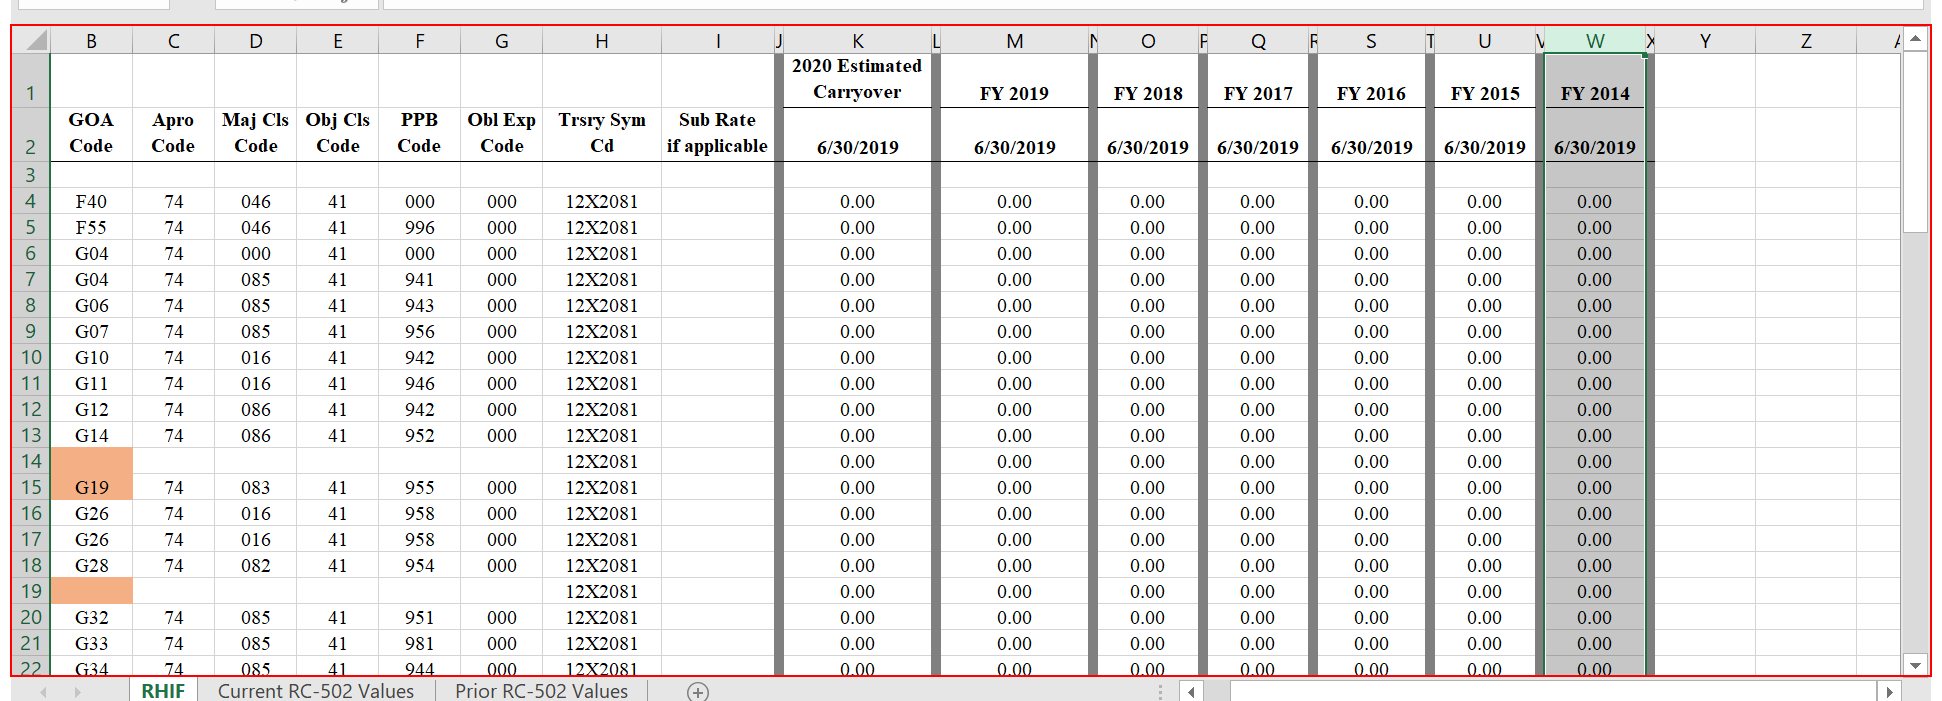 B C D E F G H I J K L M N O P Q R S T U V W X Y Z
1 2020 Estimated Carryover FY 2019 FY 2018 FY 2017 FY 2016 FY 2015 FY 2014
2 GOA Code Apro Code Maj Cls Code Obj Cls Code PPB Code Obl Exp Code Trsry Sym Cd Sub Rate if applicable 6/30/2019 6/30/2019 6/30/2019 6/30/2019 6/30/2019 6/30/2019 6/30/2019
3
4 F40 74 046 41 000 000 12X2081 0.00 0.00 0.00 0.00 0.00 0.00 0.00
5 F55 74 046 41 996 000 12X2081 0.00 0.00 0.00 0.00 0.00 0.00 0.00
6 G04 74 000 41 000 000 12X2081 0.00 0.00 0.00 0.00 0.00 0.00 0.00
7 G04 74 085 41 941 000 12X2081 0.00 0.00 0.00 0.00 0.00 0.00 0.00
8 G06 74 085 41 943 000 12X2081 0.00 0.00 0.00 0.00 0.00 0.00 0.00
9 G07 74 085 41 956 000 12X2081 0.00 0.00 0.00 0.00 0.00 0.00 0.00
10 G10 74 016 41 942 000 12X2081 0.00 0.00 0.00 0.00 0.00 0.00 0.00
11 G11 74 016 41 946 000 12X2081 0.00 0.00 0.00 0.00 0.00 0.00 0.00
12 G12 74 086 41 942 000 12X2081 0.00 0.00 0.00 0.00 0.00 0.00 0.00
13 G14 74 086 41 952 000 12X2081 0.00 0.00 0.00 0.00 0.00 0.00 0.00
14 12X2081 0.00 0.00 0.00 0.00 0.00 0.00 0.00
15 G19 74 083 41 955 000 12X2081 0.00 0.00 0.00 0.00 0.00 0.00 0.00
16 G26 74 016 41 958 000 12X2081 0.00 0.00 0.00 0.00 0.00 0.00 0.00
17 G26 74 016 41 958 000 12X2081 0.00 0.00 0.00 0.00 0.00 0.00 0.00
18 G28 74 082 41 954 000 12X2081 0.00 0.00 0.00 0.00 0.00 0.00 0.00
19 12X2081 0.00 0.00 0.00 0.00 0.00 0.00 0.00
20 G32 74 085 41 951 000 12X2081 0.00 0.00 0.00 0.00 0.00 0.00 0.00
21 G33 74 085 41 981 000 12X2081 0.00 0.00 0.00 0.00 0.00 0.00 0.00
22 G34 74 085 41 944 000 12X2081 0.00 0.00 0.00 0.00 0.00 0.00 0.00
RHIF Current RC-502 Values Prior RC-502 Values